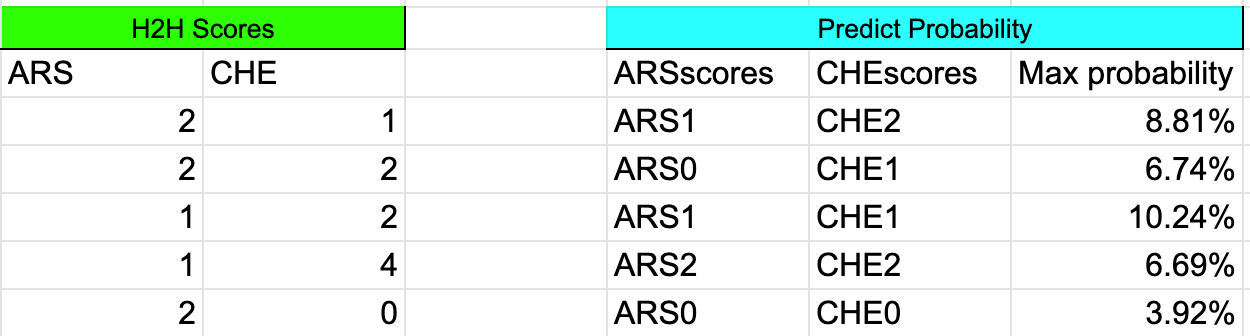 H2H Scores Predict Probability
ARS CHE ARSscores CHEscores Max probability
2 1 ARS1 CHE2 8.81%
2 2 ARS0 CHE1 6.74%
1 2 ARS1 CHE1 10.24%
1 4 ARS2 CHE2 6.69%
2 0 ARS0 CHE0 3.92%